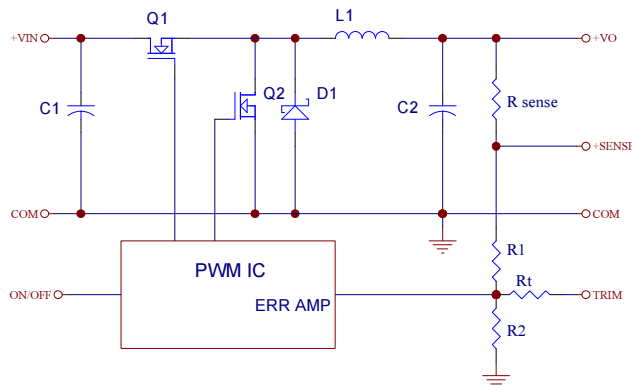 Q1
L1
+VIN
+VO
C1
Q2
D1
C2
R sense
+SENSE
COM
COM
PWM IC
R1
Rt
ON/OFF
ERR AMP
TRIM
R2